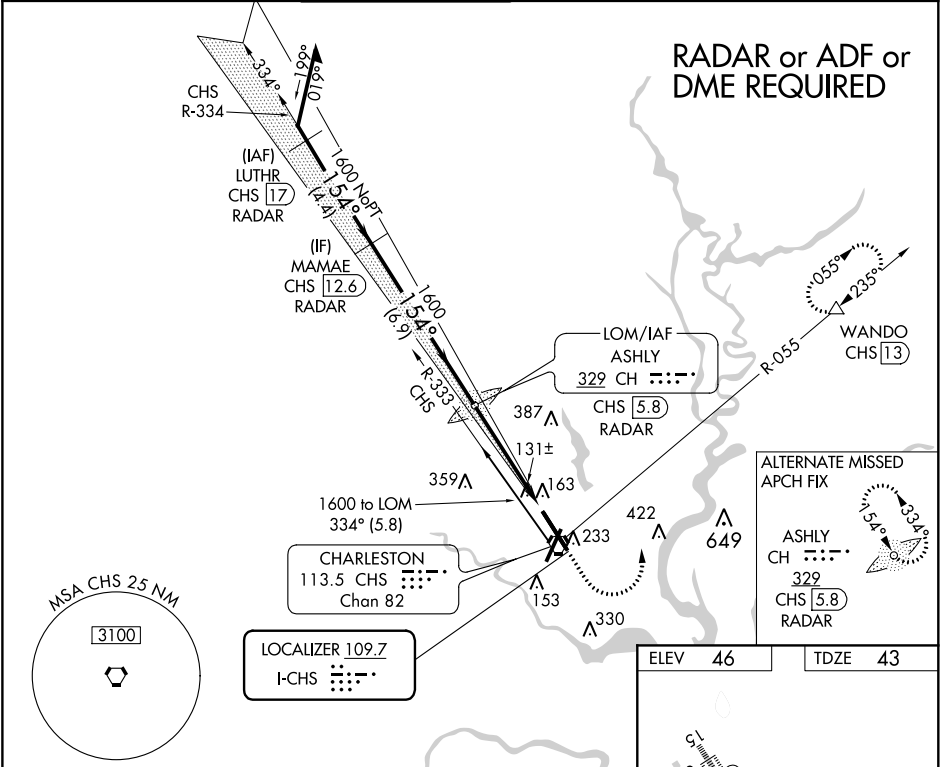 RADAR or ADF or
DME REQUIRED
334°
199°
019°
CHS
R-334
(IAF)
LUTHR
CHS 17
RADAR
1600 NoPT
154°
(4.4)
(IF)
MAMAE
CHS 12.6
RADAR
1600
154°
(6.9)
R-333
CHS
LOM/IAF
ASHLY
329 CH
CHS 5.8
RADAR
055°
235°
WANDO
CHS 13
R-055
387
131±
359
163
1600 to LOM
334° (5.8)
233
422
649
153
330
CHARLESTON
113.5 CHS
Chan 82
LOCALIZER 109.7
I-CHS
MSA CHS 25 NM
3100
ALTERNATE MISSED
APCH FIX
154°
334°
ASHLY
CH
329
CHS 5.8
RADAR
ELEV 46
TDZE 43
15